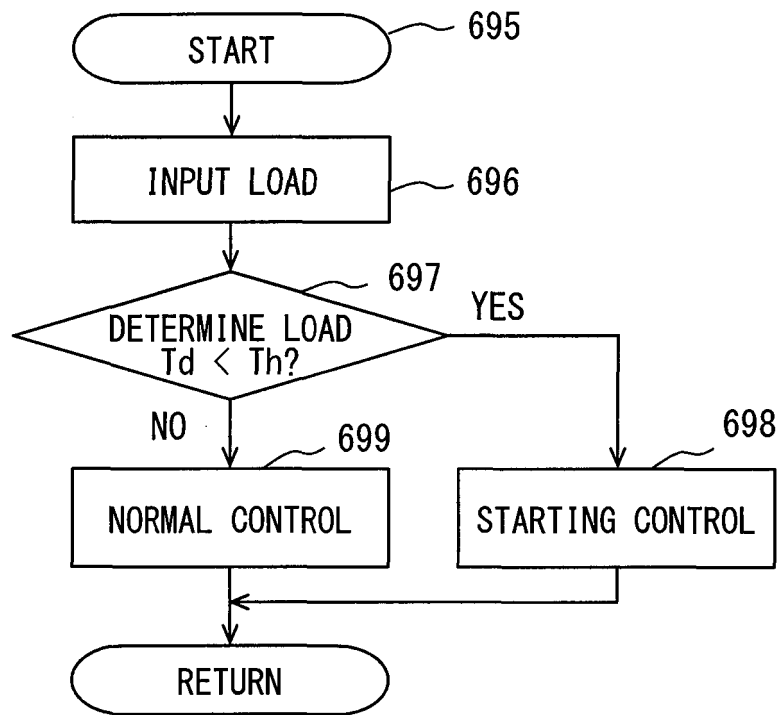 START
695
INPUT LOAD
696
697
DETERMINE LOAD
Td < Th?
YES
NO
699
698
NORMAL CONTROL
STARTING CONTROL
RETURN